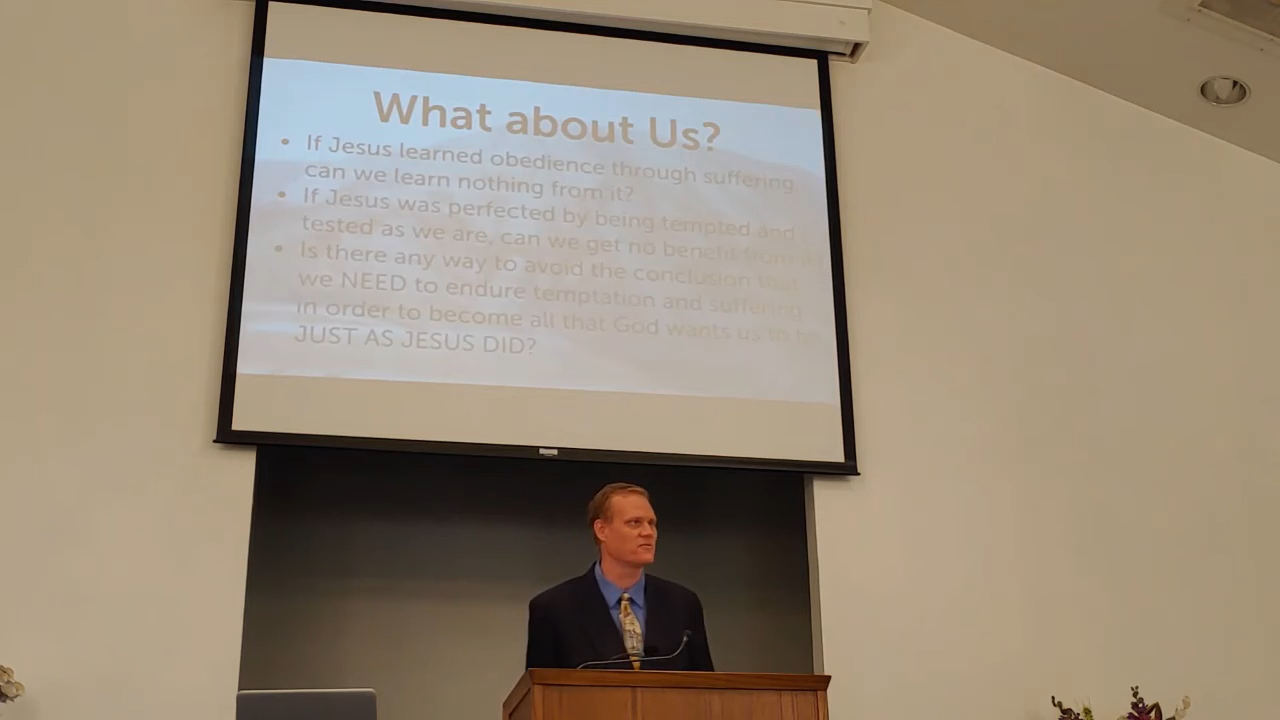 What about Us?
• If Jesus learned obedience through suffering
can we learn nothing from it?
• If Jesus was perfected by being tempted and
tested as we are, can we get no benefit from it
• Is there any way to avoid the conclusion that
we NEED to endure temptation and suffering
in order to become all that God wants us to be
JUST AS JESUS DID?